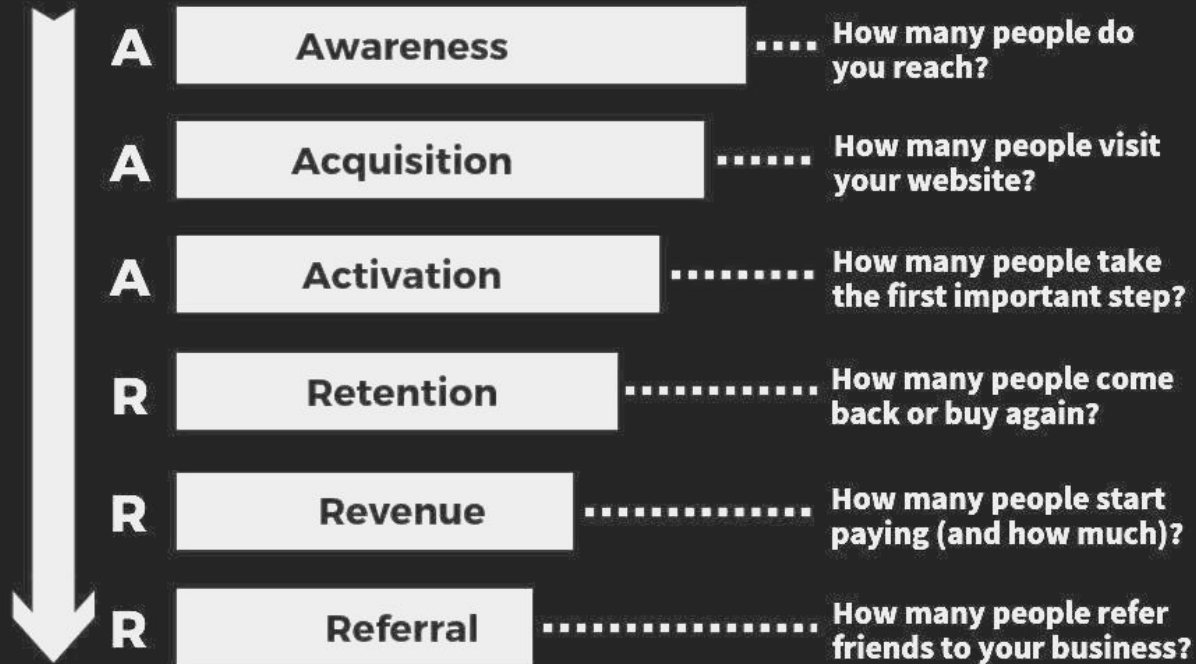 A Awareness How many people do
you reach?
A Acquisition How many people visit
your website?
A Activation How many people take
the first important step?
R Retention How many people come
back or buy again?
R Revenue How many people start
paying (and how much)?
R Referral How many people refer
friends to your business?